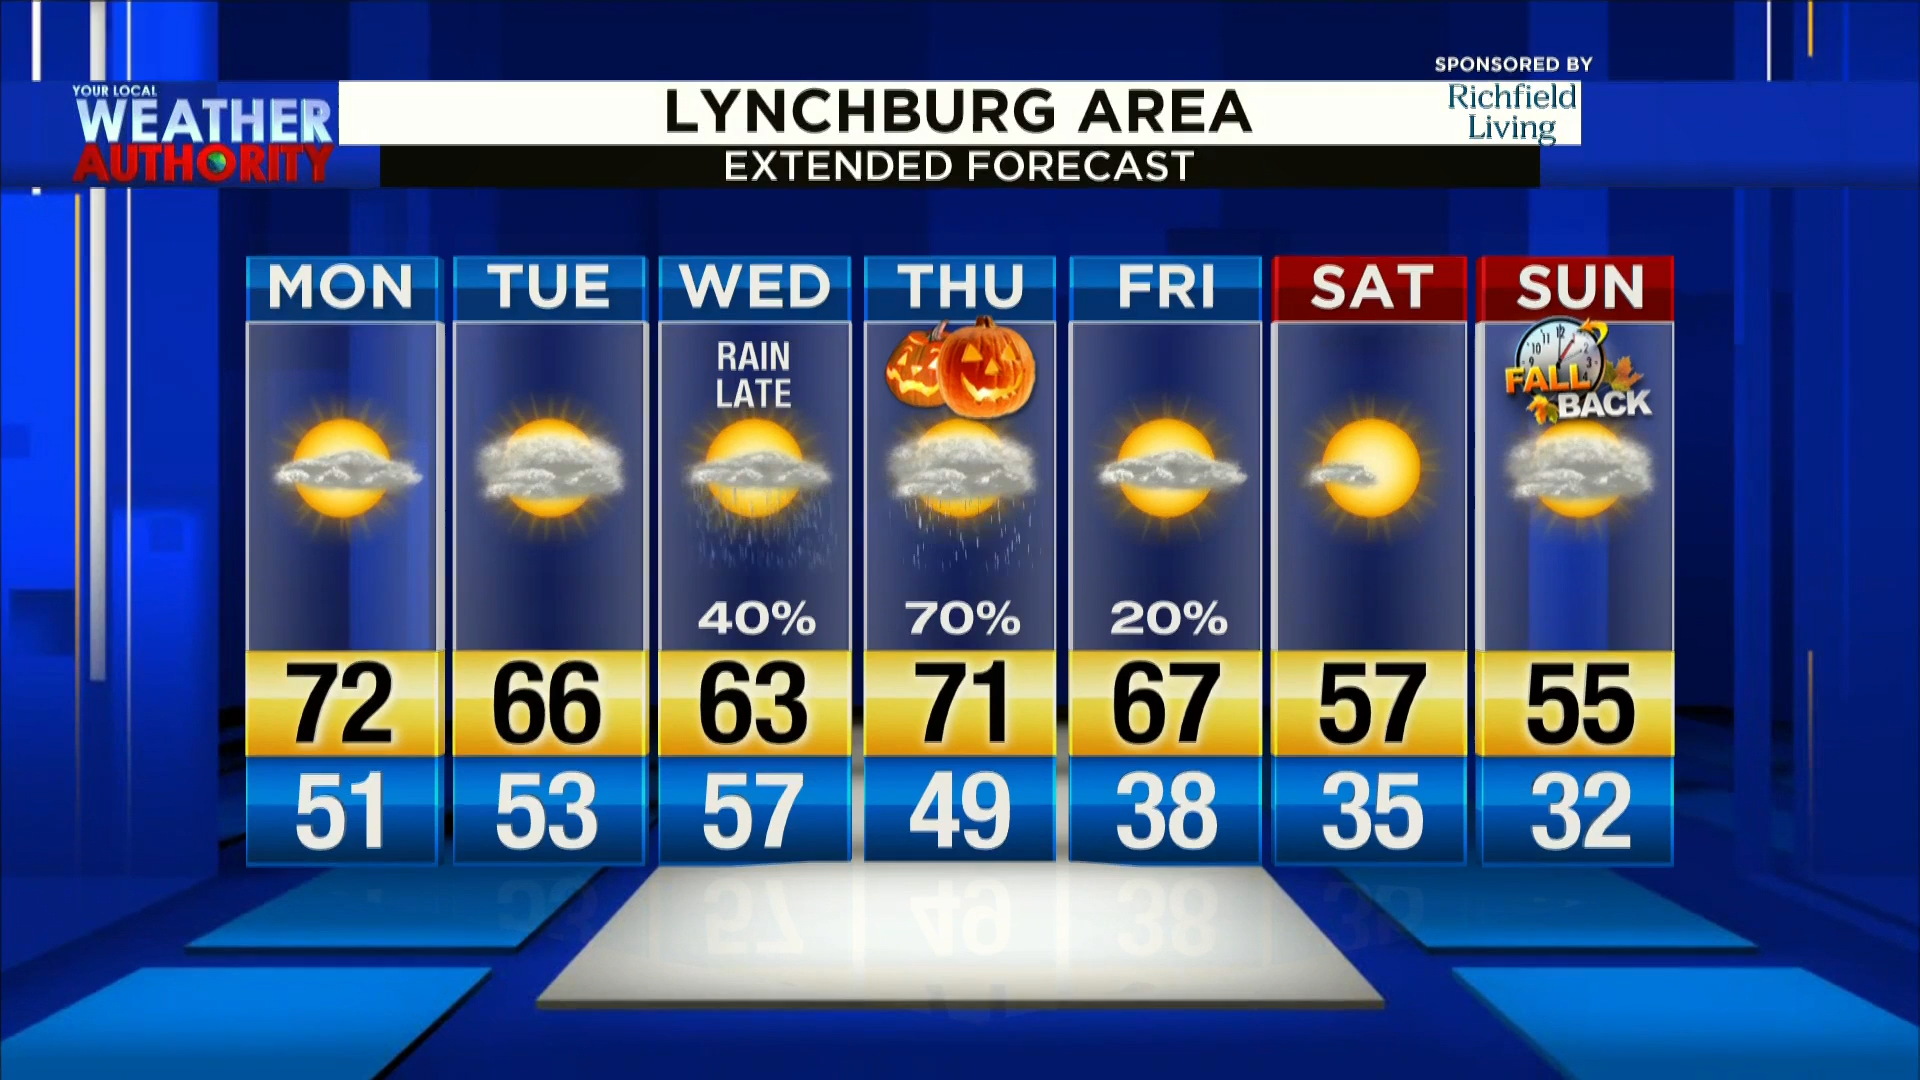 SPONSORED BY
YOUR LOCAL
WEATHER
AUTHORITY
LYNCHBURG AREA
Richfield
Living
EXTENDED FORECAST
MON TUE WED THU FRI SAT SUN
RAIN
LATE
FALL
BACK
40% 70% 20%
72 66 63 71 67 57 55
51 53 57 49 38 35 32